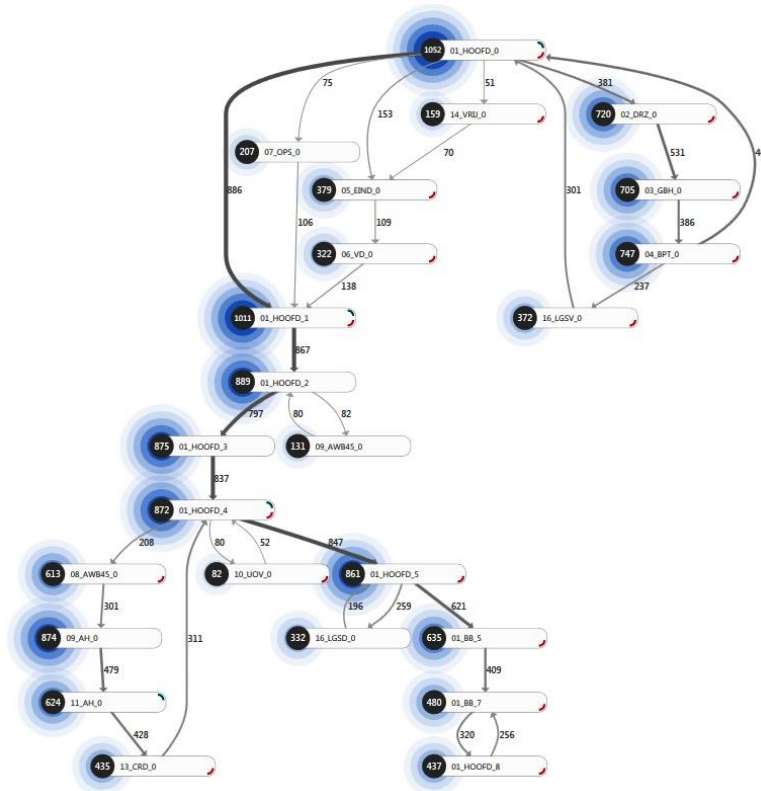 1052 01_HOOFD_0
75
51
381
153
159 14_VRIJ_0
720 02_DRZ_0
207 07_OPS_0
70
531
4
886
379 05_EIND_0
301
705 03_GBH_0
106
109
386
322 06_VD_0
747 04_BPT_0
138
237
1011 01_HOOFD_1
372 16_LGSV_0
867
889 01_HOOFD_2
797
80
82
875 01_HOOFD_3
131 09_AWB45_0
837
872 01_HOOFD_4
208
80
52
847
613 08_AWB45_0
82 10_UOV_0
861 01_HOOFD_5
301
196
259
621
874 09_AH_0
311
332 16_LGSD_0
635 01_BB_5
479
409
624 11_AH_0
480 01_BB_7
428
320
256
435 13_CRD_0
437 01_HOOFD_8